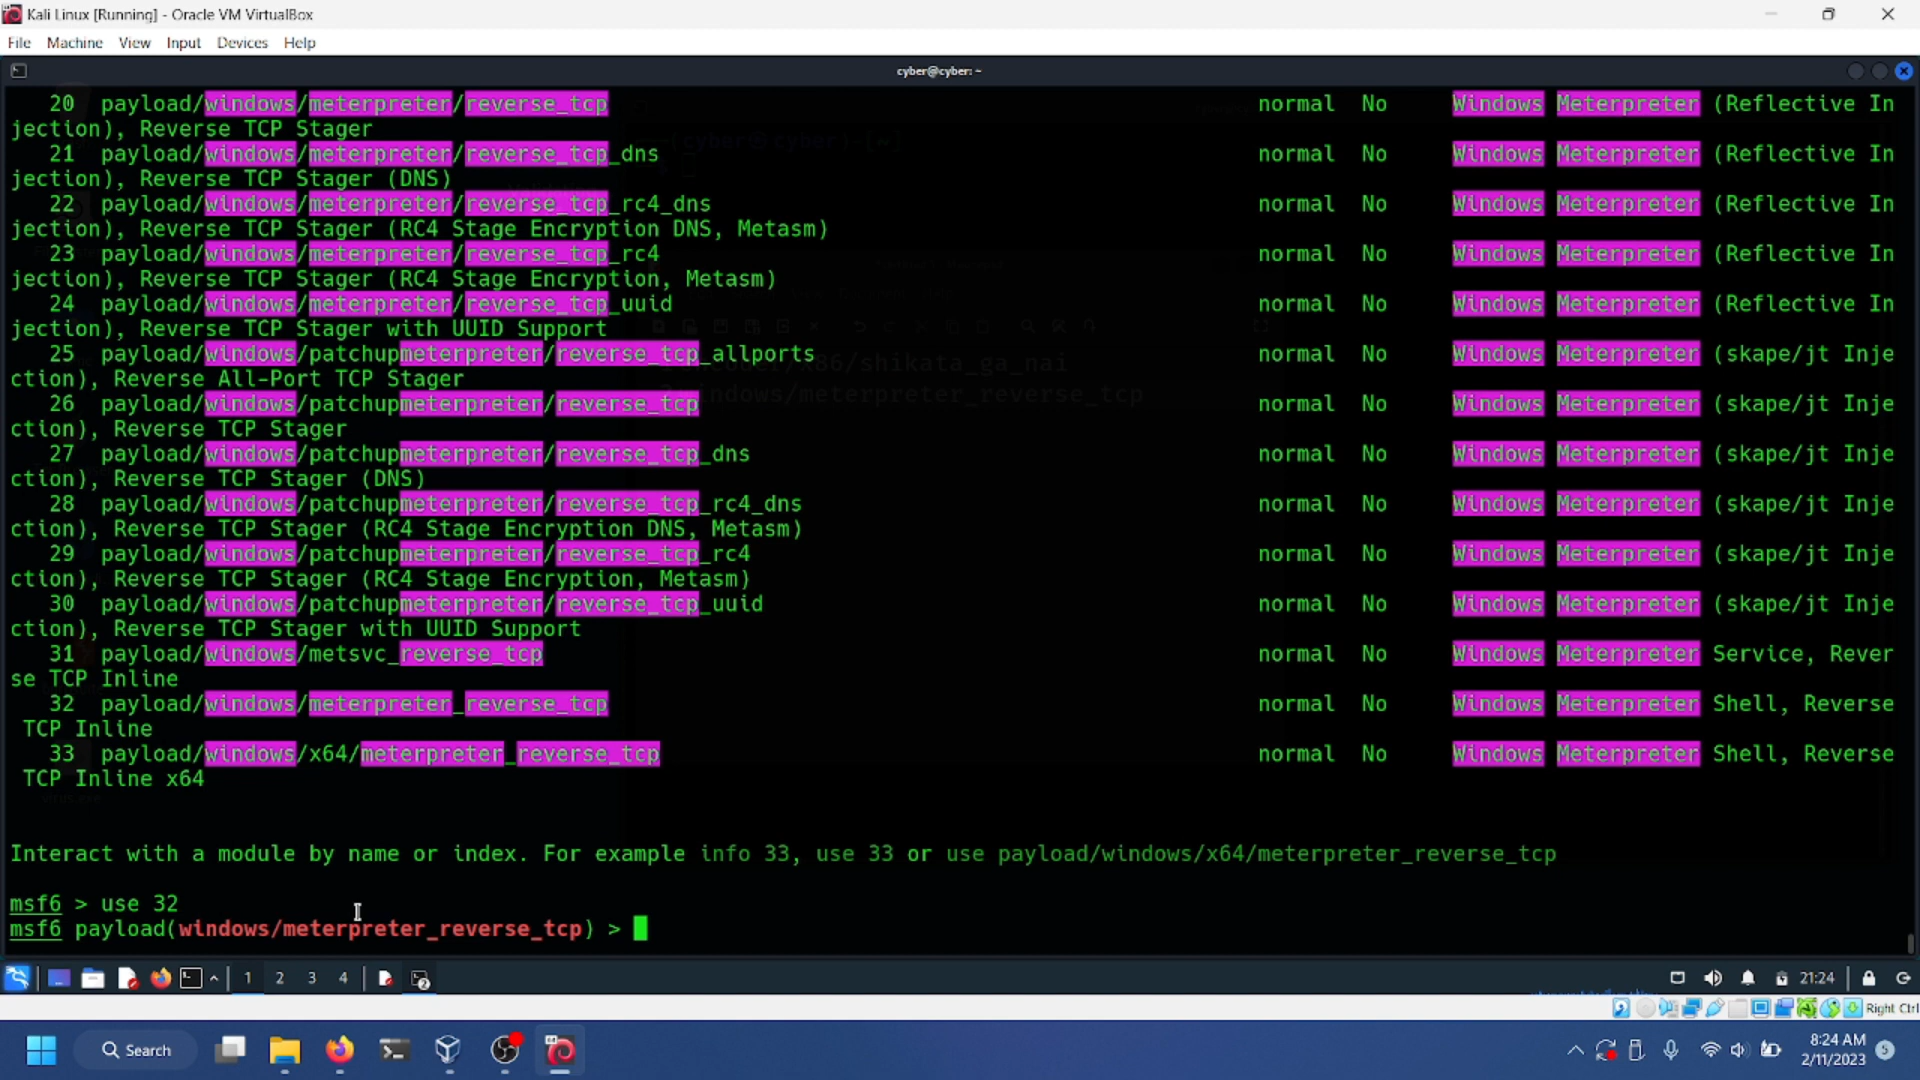 Kali Linux [Running] - Oracle VM VirtualBox
File Machine View Input Devices Help
cyber@cyber: ~
20 payload/windows/meterpreter/reverse_tcp normal No Windows Meterpreter (Reflective In
jection), Reverse TCP Stager
21 payload/windows/meterpreter/reverse_tcp_dns normal No Windows Meterpreter (Reflective In
jection), Reverse TCP Stager (DNS)
22 payload/windows/meterpreter/reverse_tcp_rc4_dns normal No Windows Meterpreter (Reflective In
jection), Reverse TCP Stager (RC4 Stage Encryption DNS, Metasm)
23 payload/windows/meterpreter/reverse_tcp_rc4 normal No Windows Meterpreter (Reflective In
jection), Reverse TCP Stager (RC4 Stage Encryption, Metasm)
24 payload/windows/meterpreter/reverse_tcp_uuid normal No Windows Meterpreter (Reflective In
jection), Reverse TCP Stager with UUID Support
25 payload/windows/patchupmeterpreter/reverse_tcp_allports normal No Windows Meterpreter (skape/jt Inje
ction), Reverse All-Port TCP Stager
26 payload/windows/patchupmeterpreter/reverse_tcp normal No Windows Meterpreter (skape/jt Inje
ction), Reverse TCP Stager
27 payload/windows/patchupmeterpreter/reverse_tcp_dns normal No Windows Meterpreter (skape/jt Inje
ction), Reverse TCP Stager (DNS)
28 payload/windows/patchupmeterpreter/reverse_tcp_rc4_dns normal No Windows Meterpreter (skape/jt Inje
ction), Reverse TCP Stager (RC4 Stage Encryption DNS, Metasm)
29 payload/windows/patchupmeterpreter/reverse_tcp_rc4 normal No Windows Meterpreter (skape/jt Inje
ction), Reverse TCP Stager (RC4 Stage Encryption, Metasm)
30 payload/windows/patchupmeterpreter/reverse_tcp_uuid normal No Windows Meterpreter (skape/jt Inje
ction), Reverse TCP Stager with UUID Support
31 payload/windows/metsvc_reverse_tcp normal No Windows Meterpreter Service, Rever
se TCP Inline
32 payload/windows/meterpreter_reverse_tcp normal No Windows Meterpreter Shell, Reverse
TCP Inline
33 payload/windows/x64/meterpreter_reverse_tcp normal No Windows Meterpreter Shell, Reverse
TCP Inline x64
Interact with a module by name or index. For example info 33, use 33 or use payload/windows/x64/meterpreter_reverse_tcp
msf6 > use 32
msf6 payload(windows/meterpreter_reverse_tcp) >
1 2 3 4 21:24
Right Ctrl
Search 8:24 AM
2/11/2023 5